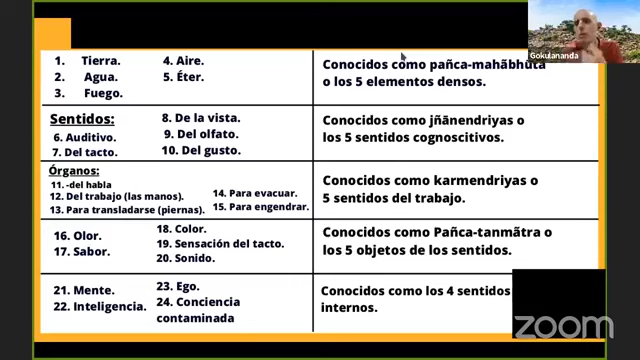 Gokulananda
1. Tierra. 4. Aire.
2. Agua. 5. Éter.
3. Fuego.
Conocidos como pañca-mahābhūta
o los 5 elementos densos.
Sentidos: 8. De la vista.
6. Auditivo. 9. Del olfato.
7. Del tacto. 10. Del gusto.
Conocidos como jñānendriyas o
los 5 sentidos cognoscitivos.
Órganos:
11. -del habla
12. Del trabajo (las manos). 14. Para evacuar.
13. Para transladarse (piernas). 15. Para engendrar.
Conocidos como karmendriyas o
5 sentidos del trabajo.
16. Olor. 18. Color.
17. Sabor. 19. Sensación del tacto.
20. Sonido.
Conocidos como Pañca-tanmãtra o
los 5 objetos de los sentidos.
21. Mente. 23. Ego.
22. Inteligencia. 24. Conciencia
contaminada
Conocidos como los 4 sentidos
internos.
zoom